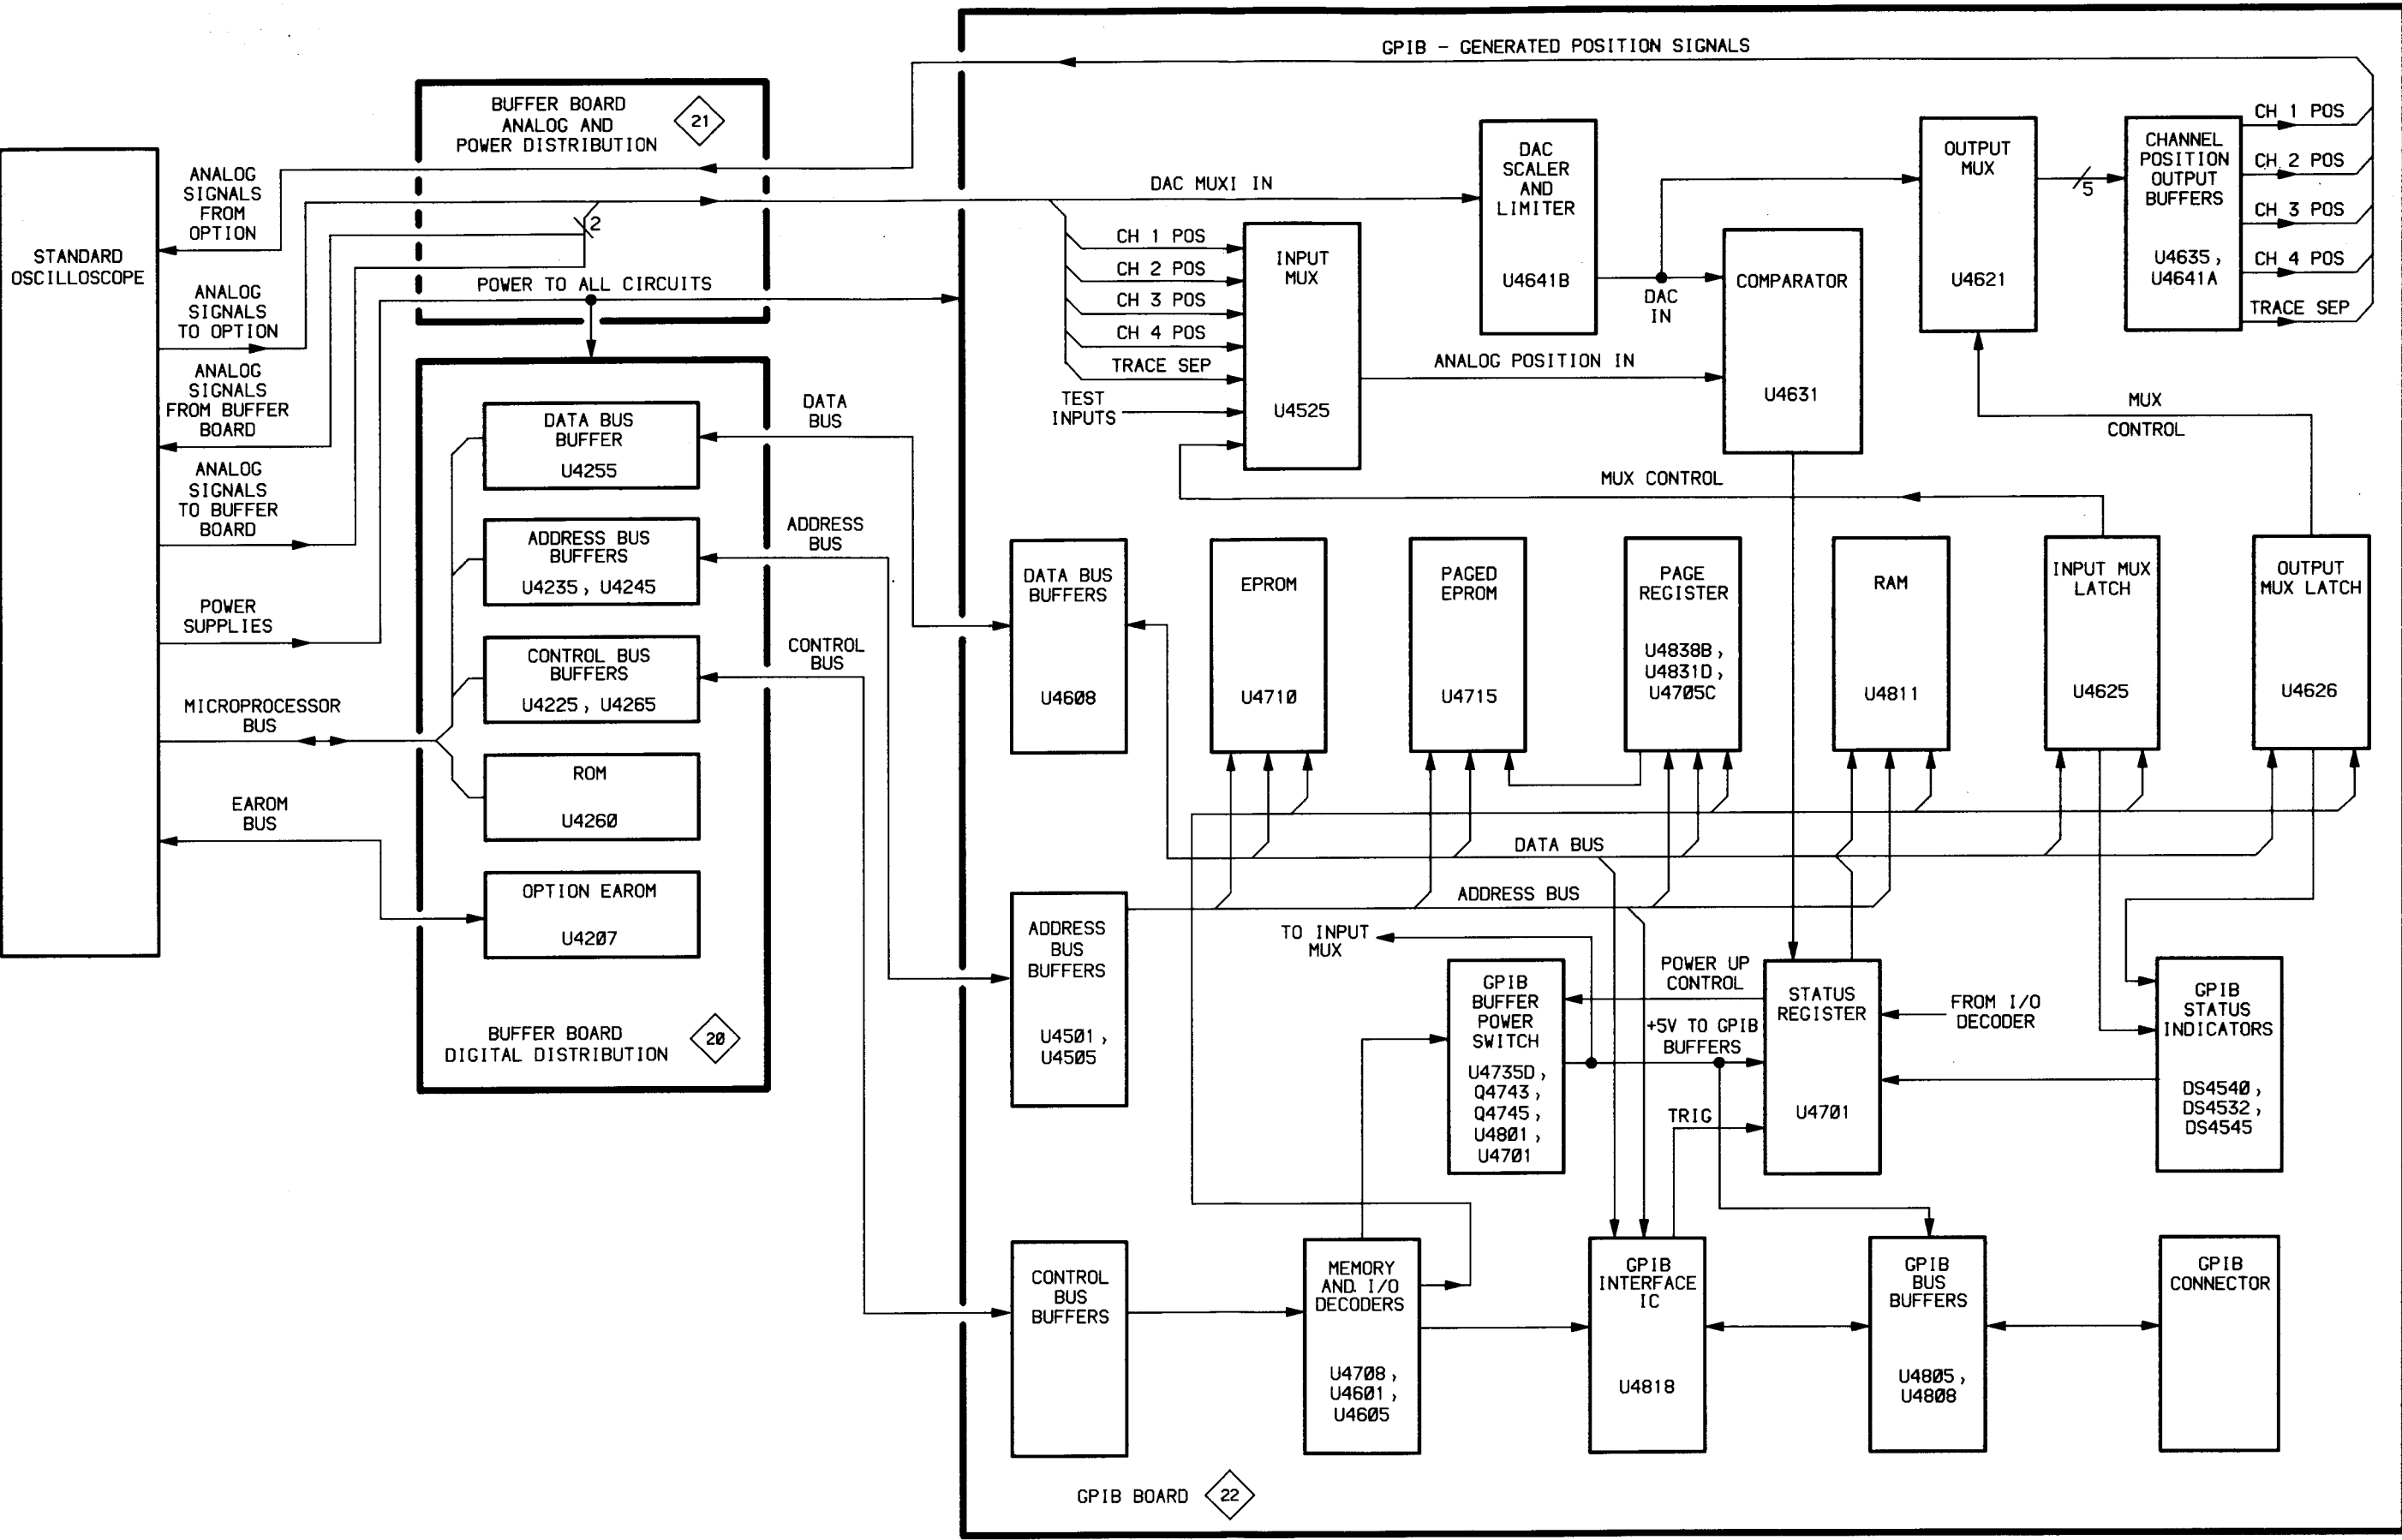 GPIB - GENERATED POSITION SIGNALS
BUFFER BOARD
ANALOG AND
POWER DISTRIBUTION
21
STANDARD
OSCILLOSCOPE
ANALOG
SIGNALS
FROM
OPTION
ANALOG
SIGNALS
TO OPTION
ANALOG
SIGNALS
FROM BUFFER
BOARD
ANALOG
SIGNALS
TO BUFFER
BOARD
POWER
SUPPLIES
MICROPROCESSOR
BUS
EAROM
BUS
2
POWER TO ALL CIRCUITS
DATA BUS
BUFFER
U4255
ADDRESS BUS
BUFFERS
U4235, U4245
CONTROL BUS
BUFFERS
U4225, U4265
ROM
U4260
OPTION EAROM
U4207
BUFFER BOARD
DIGITAL DISTRIBUTION
20
DATA
BUS
ADDRESS
BUS
CONTROL
BUS
DAC MUXI IN
CH 1 POS
CH 2 POS
CH 3 POS
CH 4 POS
TRACE SEP
TEST
INPUTS
INPUT
MUX
U4525
DAC
SCALER
AND
LIMITER
U4641B
DAC
IN
ANALOG POSITION IN
COMPARATOR
U4631
OUTPUT
MUX
U4621
5
CHANNEL
POSITION
OUTPUT
BUFFERS
U4635,
U4641A
CH 1 POS
CH 2 POS
CH 3 POS
CH 4 POS
TRACE SEP
MUX
CONTROL
MUX CONTROL
DATA BUS
BUFFERS
U4608
EPROM
U4710
PAGED
EPROM
U4715
PAGE
REGISTER
U4838B,
U4831D,
U4705C
RAM
U4811
INPUT MUX
LATCH
U4625
OUTPUT
MUX LATCH
U4626
DATA BUS
ADDRESS BUS
ADDRESS
BUS
BUFFERS
U4501,
U4505
TO INPUT
MUX
GPIB
BUFFER
POWER
SWITCH
U4735D,
Q4743,
Q4745,
U4801,
U4701
POWER UP
CONTROL
+5V TO GPIB
BUFFERS
TRIG
STATUS
REGISTER
U4701
FROM I/O
DECODER
GPIB
STATUS
INDICATORS
DS4540,
DS4532,
DS4545
CONTROL
BUS
BUFFERS
MEMORY
AND. I/O
DECODERS
U4708,
U4601,
U4605
GPIB
INTERFACE
IC
U4818
GPIB
BUS
BUFFERS
U4805,
U4808
GPIB
CONNECTOR
GPIB BOARD
22